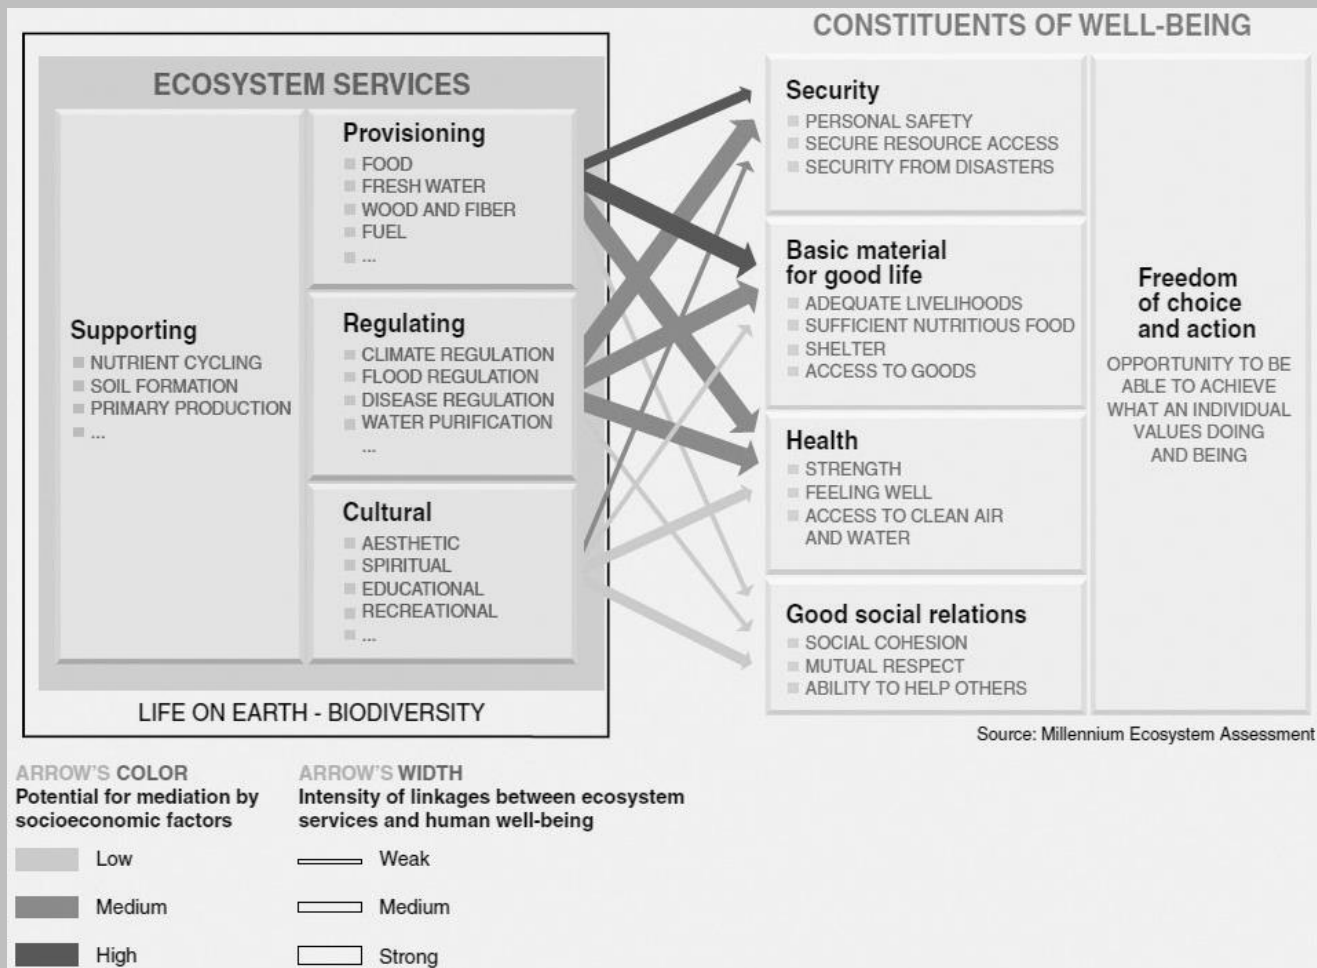 CONSTITUENTS OF WELL-BEING
ECOSYSTEM SERVICES
Supporting
NUTRIENT CYCLING
SOIL FORMATION
PRIMARY PRODUCTION
...
Provisioning
FOOD
FRESH WATER
WOOD AND FIBER
FUEL
...
Regulating
CLIMATE REGULATION
FLOOD REGULATION
DISEASE REGULATION
WATER PURIFICATION
...
Cultural
AESTHETIC
SPIRITUAL
EDUCATIONAL
RECREATIONAL
...
LIFE ON EARTH - BIODIVERSITY
Security
PERSONAL SAFETY
SECURE RESOURCE ACCESS
SECURITY FROM DISASTERS
Basic material
for good life
ADEQUATE LIVELIHOODS
SUFFICIENT NUTRITIOUS FOOD
SHELTER
ACCESS TO GOODS
Health
STRENGTH
FEELING WELL
ACCESS TO CLEAN AIR
AND WATER
Good social relations
SOCIAL COHESION
MUTUAL RESPECT
ABILITY TO HELP OTHERS
Freedom
of choice
and action
OPPORTUNITY TO BE
ABLE TO ACHIEVE
WHAT AN INDIVIDUAL
VALUES DOING
AND BEING
Source: Millennium Ecosystem Assessment
ARROW'S COLOR
Potential for mediation by
socioeconomic factors
Low
Medium
High
ARROW'S WIDTH
Intensity of linkages between ecosystem
services and human well-being
Weak
Medium
Strong